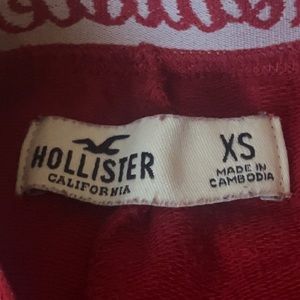 HOLLISTER
CALIFORNIA
XS
MADE IN
CAMBODIA